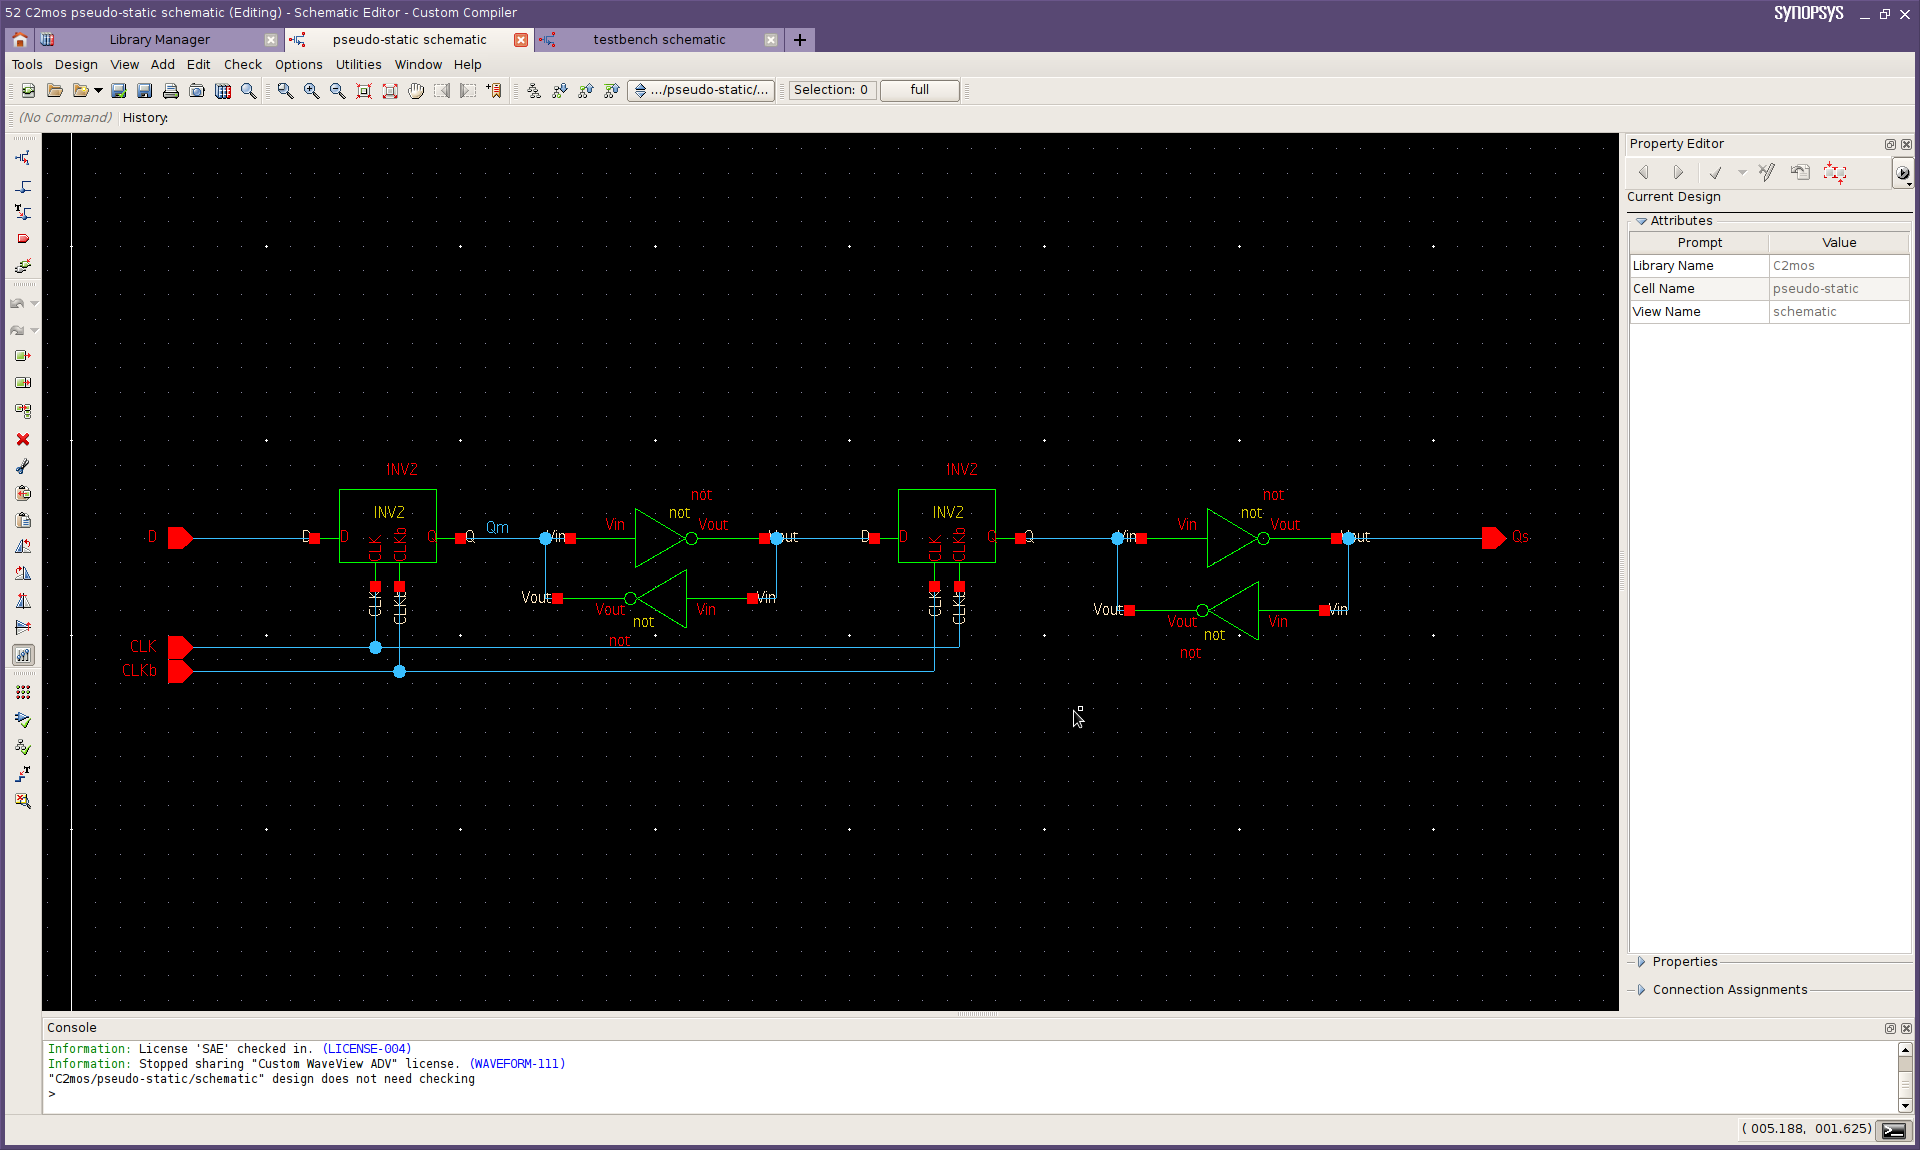 52 C2mos pseudo-static schematic (Editing) - Schematic Editor - Custom Compiler
SYNOPSYS
Library Manager
pseudo-static schematic
testbench schematic
Tools Design View Add Edit Check Options Utilities Window Help
.../pseudo-static/...
Selection: 0
full
(No Command) History:
Property Editor
Current Design
Attributes
Prompt Value
Library Name C2mos
Cell Name pseudo-static
View Name schematic
Properties
Connection Assignments
INV2
INV2
D
D
D
CLK
CLKb
Q
Q
Qm
CLK
Vin
Vin
not
not
Vout
Vout
Vout
not
not
Vin
Vin
INV2
INV2
D
D
CLK
CLKb
Q
Q
CLK
Vin
Vin
not
not
Vout
Vout
Vout
not
not
Vin
Vin
Qs
CLK
CLKb
Console
Information: License 'SAE' checked in. (LICENSE-004)
Information: Stopped sharing "Custom WaveView ADV" license. (WAVEFORM-111)
"C2mos/pseudo-static/schematic" design does not need checking
>
( 005.188, 001.625)